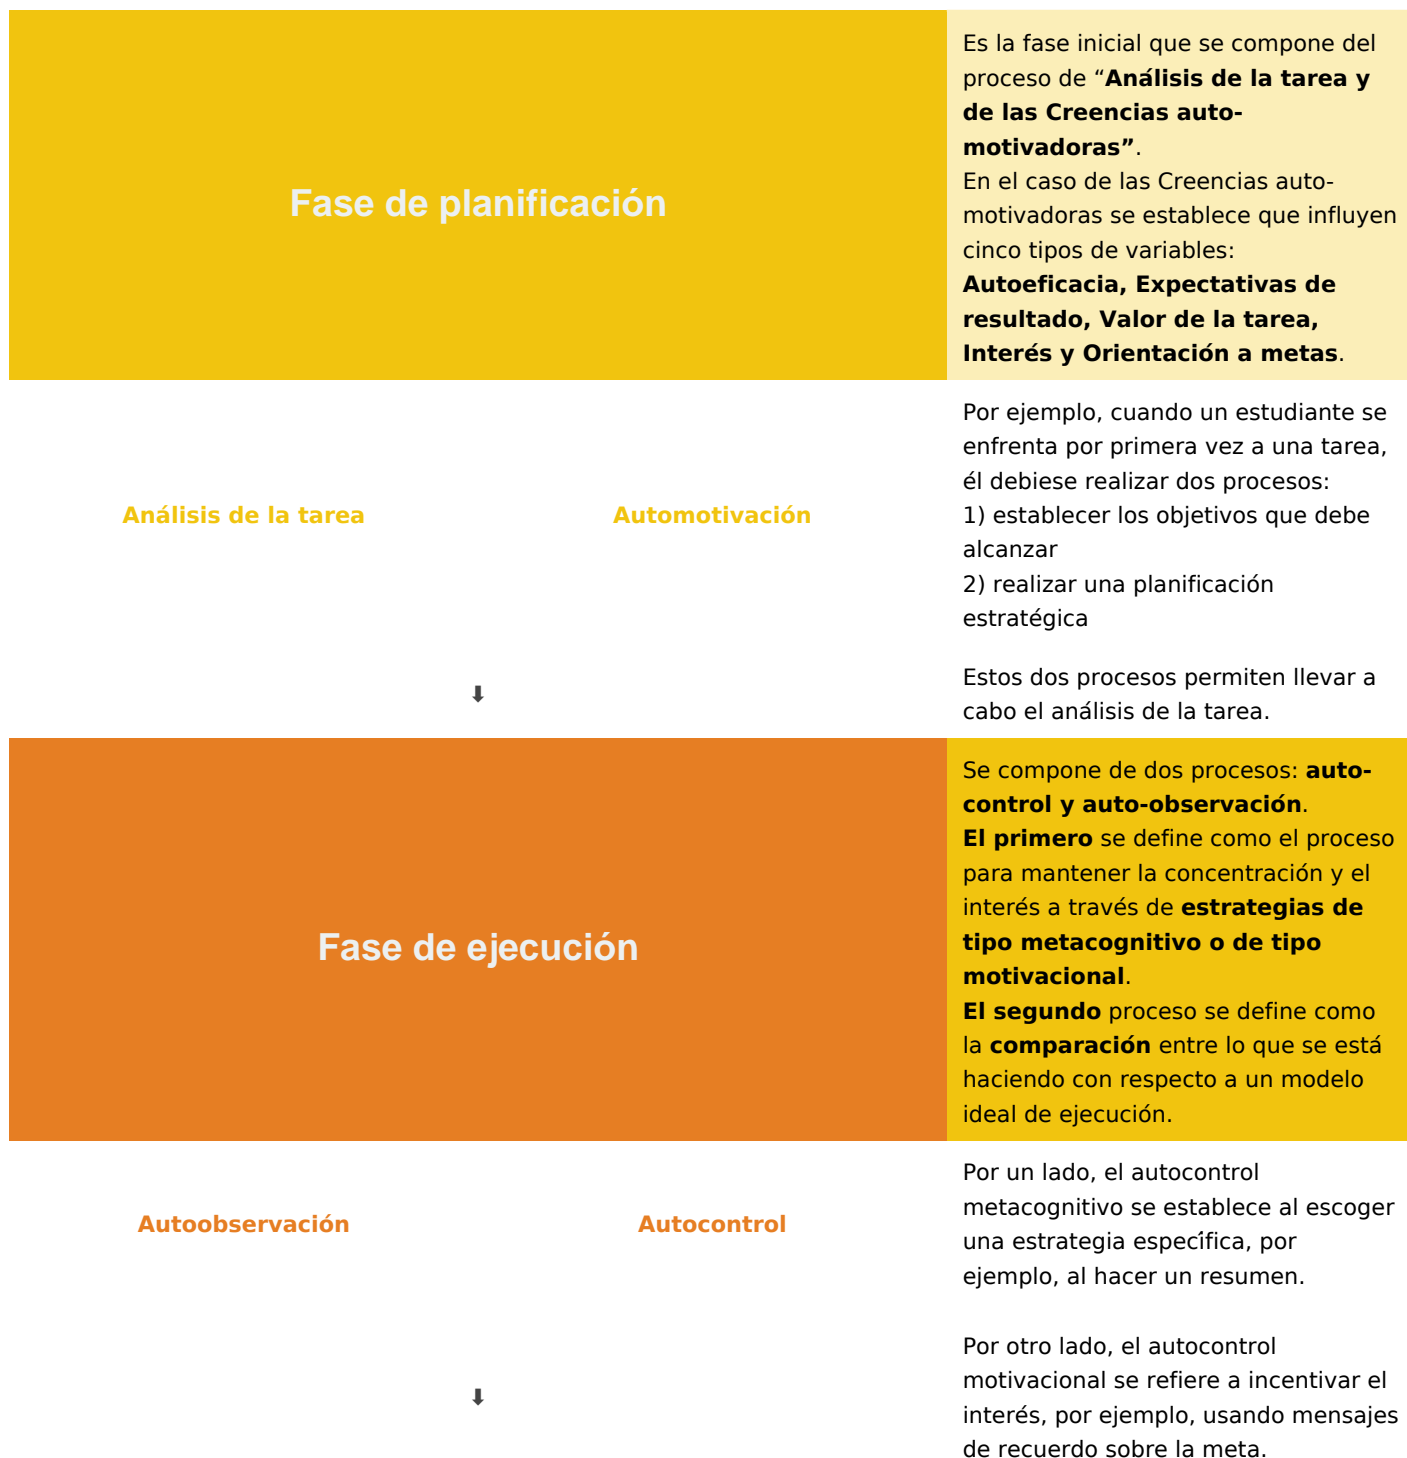 Fase de planificación
Es la fase inicial que se compone del
proceso de “Análisis de la tarea y
de las Creencias auto-
motivadoras”.
En el caso de las Creencias auto-
motivadoras se establece que influyen
cinco tipos de variables:
Autoeficacia, Expectativas de
resultado, Valor de la tarea,
Interés y Orientación a metas.
Análisis de la tarea
Automotivación
Por ejemplo, cuando un estudiante se
enfrenta por primera vez a una tarea,
él debiese realizar dos procesos:
1) establecer los objetivos que debe
alcanzar
2) realizar una planificación
estratégica
⬇
Estos dos procesos permiten llevar a
cabo el análisis de la tarea.
Fase de ejecución
Se compone de dos procesos: auto-
control y auto-observación.
El primero se define como el proceso
para mantener la concentración y el
interés a través de estrategias de
tipo metacognitivo o de tipo
motivacional.
El segundo proceso se define como
la comparación entre lo que se está
haciendo con respecto a un modelo
ideal de ejecución.
Autoobservación
Autocontrol
Por un lado, el autocontrol
metacognitivo se establece al escoger
una estrategia específica, por
ejemplo, al hacer un resumen.
⬇
Por otro lado, el autocontrol
motivacional se refiere a incentivar el
interés, por ejemplo, usando mensajes
de recuerdo sobre la meta.